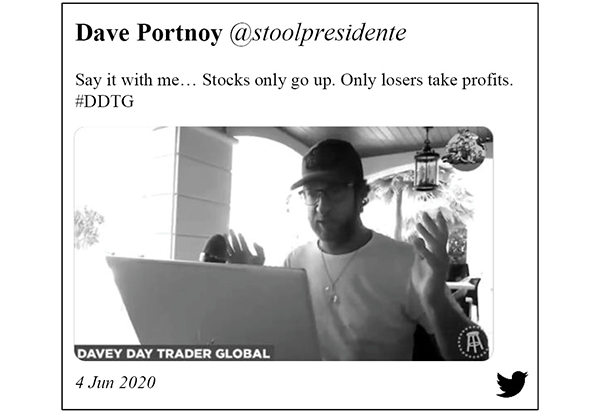 Dave Portnoy @stoolpresidente
Say it with me… Stocks only go up. Only losers take profits.
#DDTG
DAVEY DAY TRADER GLOBAL
4 Jun 2020